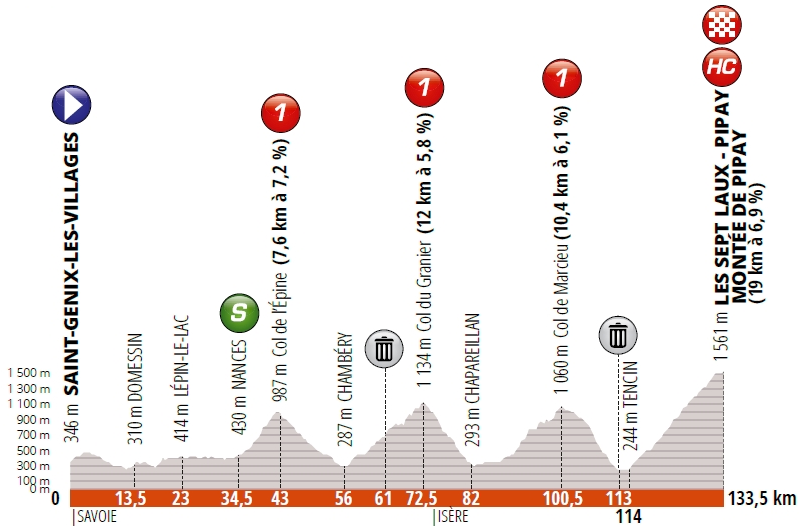 346 m SAINT-GENIX-LES-VILLAGES
310 m DOMESSIN
414 m LÉPIN-LE-LAC
S
430 m NANCES
1
987 m Col de l'Épine (7,6 km à 7,2 %)
287 m CHAMBÉRY
1
1 134 m Col du Granier (12 km à 5,8 %)
293 m CHAPAREILLAN
1
1 060 m Col de Marcieu (10,4 km à 6,1 %)
244 m TENCIN
HC
1 561 m LES SEPT LAUX - PIPAY
MONTÉE DE PIPAY
(19 km à 6,9 %)
1 500 m
1 300 m
1 100 m
900 m
700 m
500 m
300 m
100 m
0 m
0 13,5 23 34,5 43 56 61 72,5 82 100,5 113 133,5 km
114
SAVOIE
ISÈRE